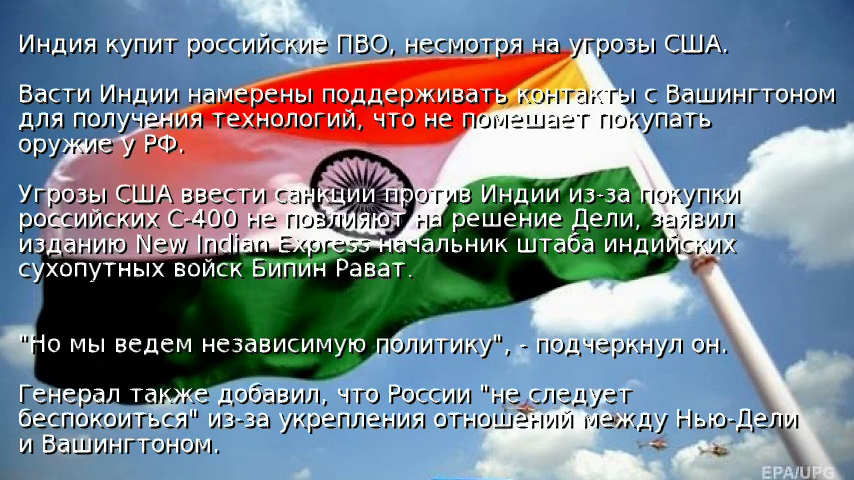 Индия купит российские ПВО, несмотря на угрозы США.
Васти Индии намерены поддерживать контакты с Вашингтоном
для получения технологий, что не помешает покупать
оружие у РФ.
Угрозы США ввести санкции против Индии из-за покупки
российских С-400 не повлияют на решение Дели, заявил
изданию New Indian Express начальник штаба индийских
сухопутных войск Бипин Рават.
"Но мы ведем независимую политику", - подчеркнул он.
Генерал также добавил, что России "не следует
беспокоиться" из-за укрепления отношений между Нью-Дели
и Вашингтоном.
EPA/UPG